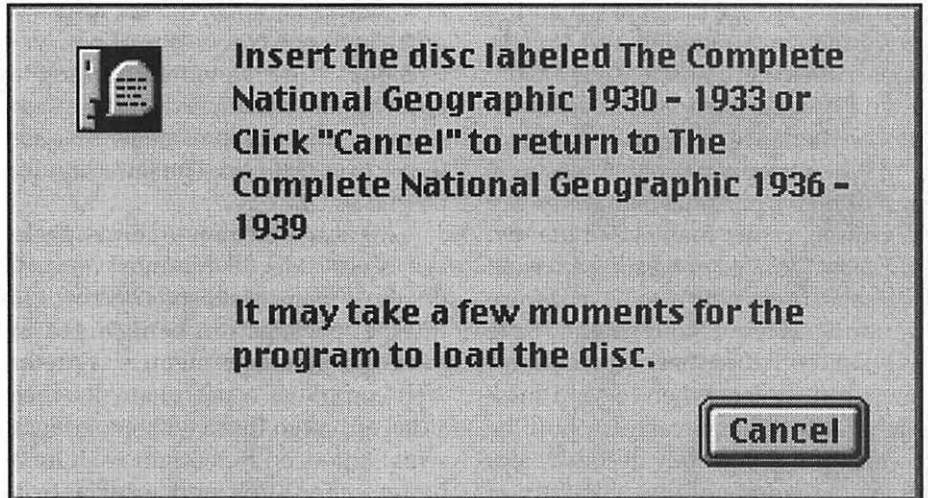 Insert the disc labeled The Complete
National Geographic 1930 - 1933 or
Click "Cancel" to return to The
Complete National Geographic 1936 -
1939
It may take a few moments for the
program to load the disc.
Cancel